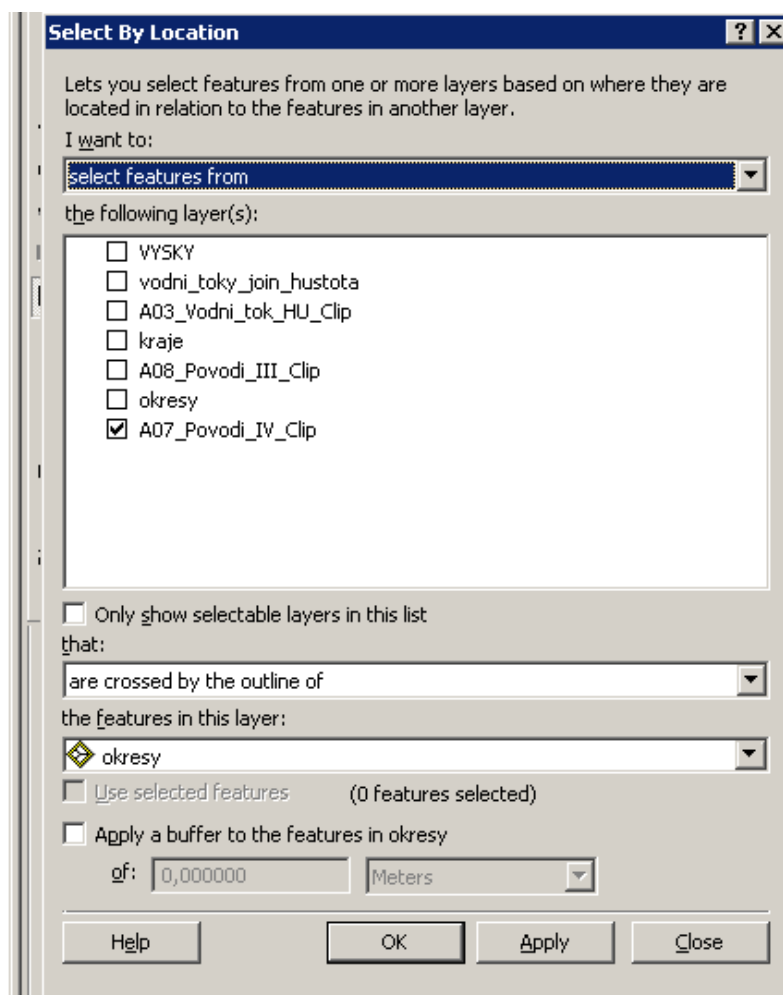 Select By Location
Lets you select features from one or more layers based on where they are
located in relation to the features in another layer.
I want to:
select features from
the following layer(s):
VYSKY
vodni_toky_join_hustota
A03_Vodni_tok_HU_Clip
kraje
A08_Povodi_III_Clip
okresy
A07_Povodi_IV_Clip
Only show selectable layers in this list
that:
are crossed by the outline of
the features in this layer:
okresy
Use selected features (0 features selected)
Apply a buffer to the features in okresy
of: 0,000000 Meters
Help OK Apply Close